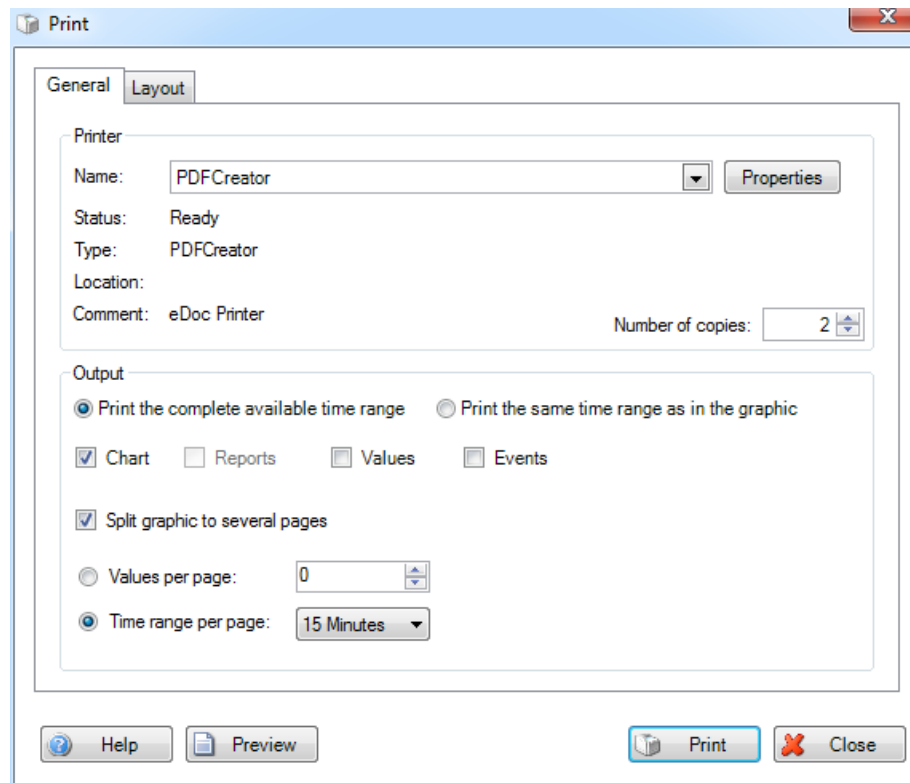 Print
General Layout
Printer
Name: PDFCreator Properties
Status: Ready
Type: PDFCreator
Location:
Comment: eDoc Printer
Number of copies: 2
Output
Print the complete available time range Print the same time range as in the graphic
Chart Reports Values Events
Split graphic to several pages
Values per page: 0
Time range per page: 15 Minutes
Help Preview Print Close